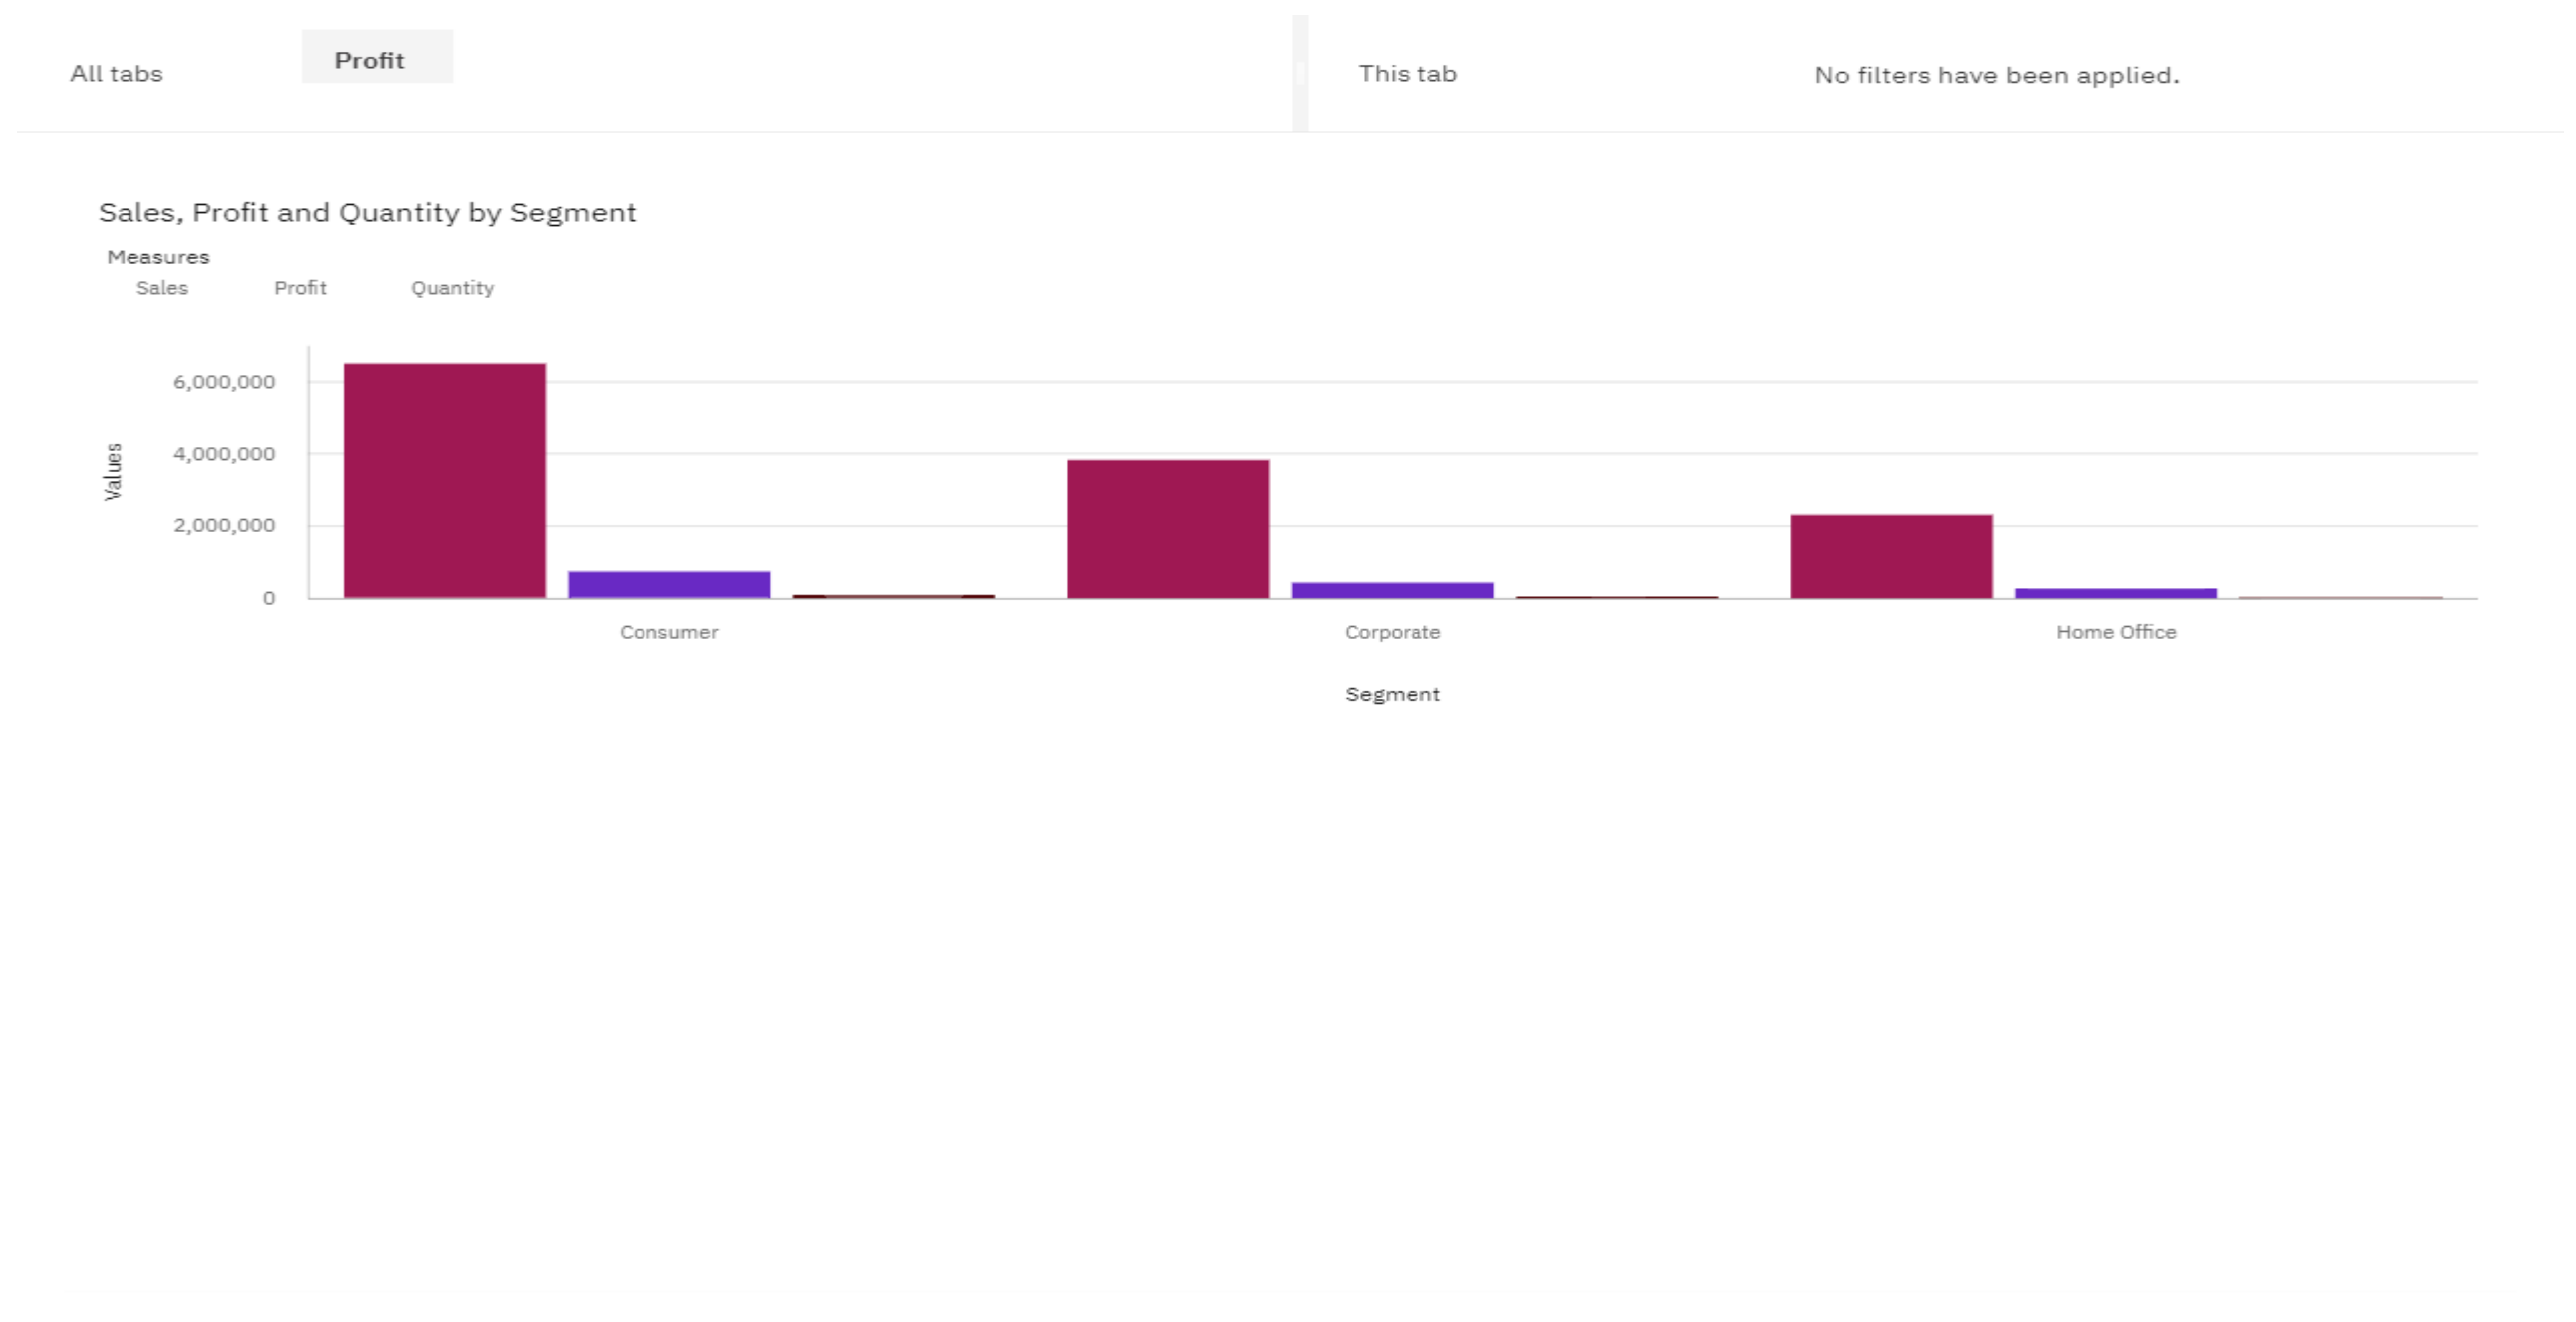 All tabs Profit This tab No filters have been applied.
Sales, Profit and Quantity by Segment
Measures
Sales Profit Quantity
6,000,000
4,000,000
2,000,000
0
Values
Consumer Corporate Home Office
Segment